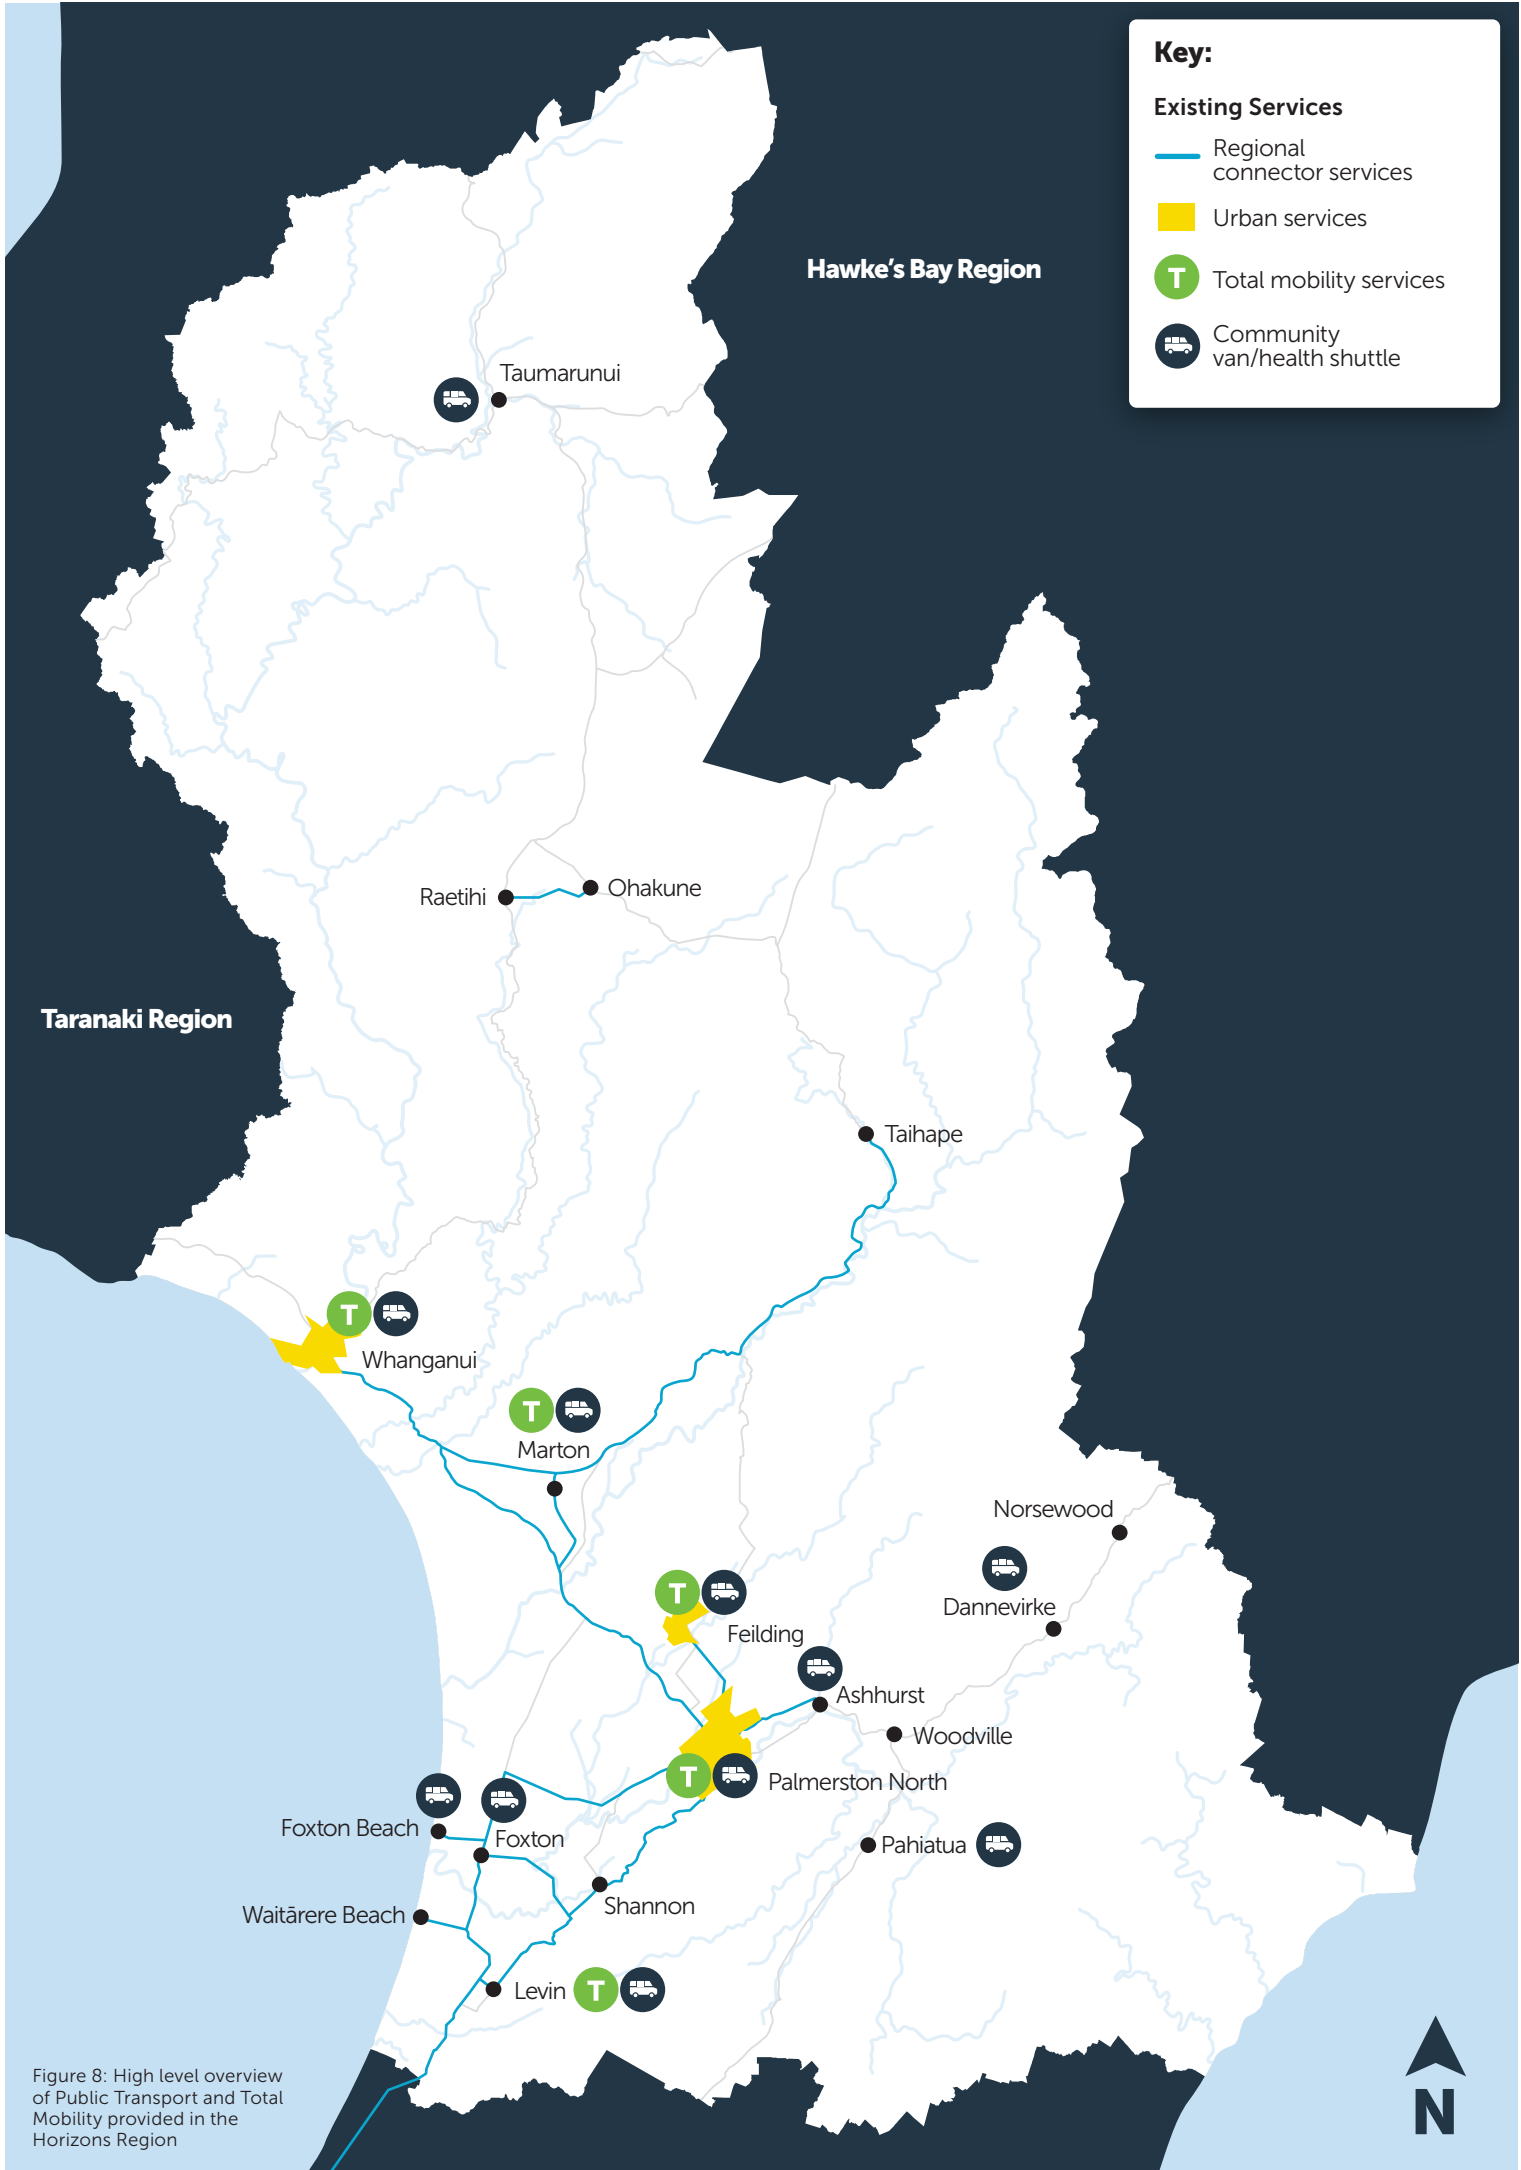 Key:
Existing Services
Regional
connector services
Urban services
T
Total mobility services
Community
van/health shuttle
Hawke's Bay Region
Taumarunui
Raetihi
Ohakune
Taranaki Region
Taihape
T
Whanganui
T
Marton
Norsewood
T
Dannevirke
Feilding
Ashhurst
Woodville
T
Palmerston North
Foxton Beach
Foxton
Pahiatua
Shannon
Waitārere Beach
Levin
T
Figure 8: High level overview
of Public Transport and Total
Mobility provided in the
Horizons Region
N